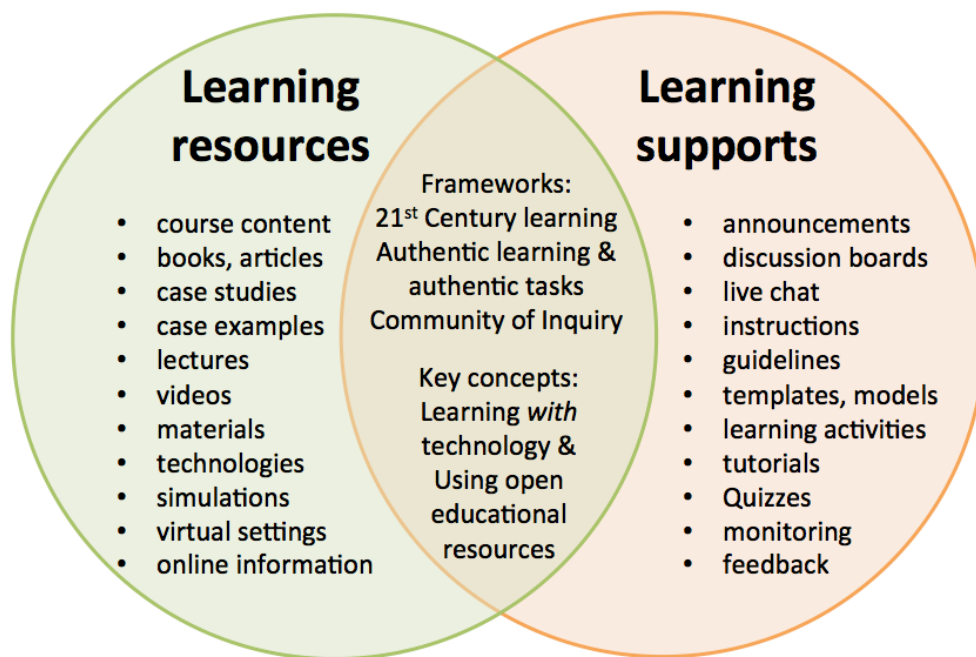 Learning
resources
• course content
• books, articles
• case studies
• case examples
• lectures
• videos
• materials
• technologies
• simulations
• virtual settings
• online information
Frameworks:
21st Century learning
Authentic learning &
authentic tasks
Community of Inquiry
Key concepts:
Learning with
technology &
Using open
educational
resources
Learning
supports
• announcements
• discussion boards
• live chat
• instructions
• guidelines
• templates, models
• learning activities
• tutorials
• Quizzes
• monitoring
• feedback